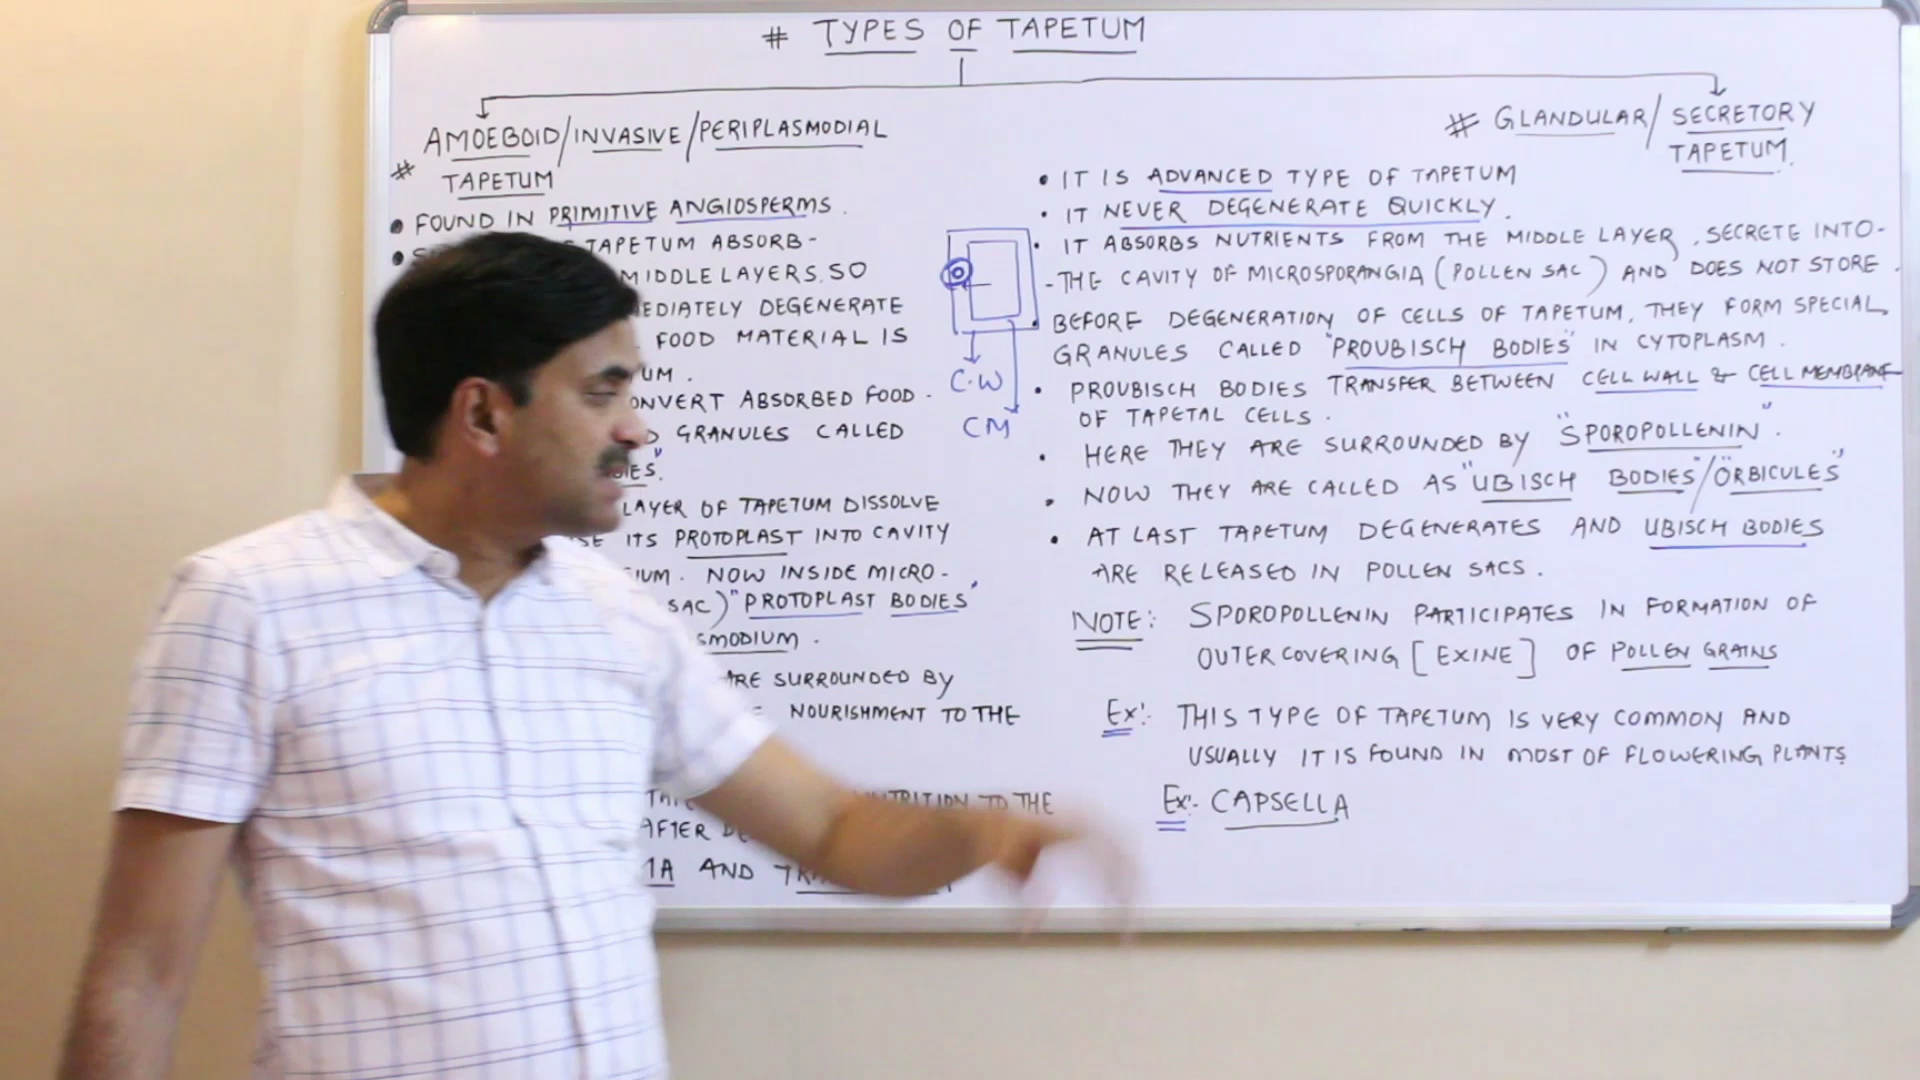 # TYPES OF TAPETUM
# AMOEBOID/INVASIVE/PERIPLASMODIAL
TAPETUM
• FOUND IN PRIMITIVE ANGIOSPERMS.
• TAPETUM ABSORB-
MIDDLE LAYERS. SO
DEGENERATE
FOOD MATERIAL IS
ABSORBED FOOD -
GRANULES CALLED
LAYER OF TAPETUM DISSOLVE
ITS PROTOPLAST INTO CAVITY
NOW INSIDE MICRO-
SAC) "PROTOPLAST BODIES"
ARE SURROUNDED BY
NOURISHMENT TO THE
TO THE
AFTER
AND
C.W
CM
# GLANDULAR/SECRETORY
TAPETUM.
• IT IS ADVANCED TYPE OF TAPETUM
• IT NEVER DEGENERATE QUICKLY.
• IT ABSORBS NUTRIENTS FROM THE MIDDLE LAYER, SECRETE INTO-
-THE CAVITY OF MICROSPORANGIA (POLLEN SAC) AND DOES NOT STORE.
• BEFORE DEGENERATION OF CELLS OF TAPETUM, THEY FORM SPECIAL
GRANULES CALLED "PROUBISCH BODIES" IN CYTOPLASM.
• PROUBISCH BODIES TRANSFER BETWEEN CELL WALL & CELL MEMBRANE
OF TAPETAL CELLS.
• HERE THEY ARE SURROUNDED BY "SPOROPOLLENIN".
• NOW THEY ARE CALLED AS "UBISCH BODIES"/"ORBICULES"
• AT LAST TAPETUM DEGENERATES AND UBISCH BODIES
ARE RELEASED IN POLLEN SACS.
NOTE: SPOROPOLLENIN PARTICIPATES IN FORMATION OF
OUTER COVERING [EXINE] OF POLLEN GRAINS
Ex:- THIS TYPE OF TAPETUM IS VERY COMMON AND
USUALLY IT IS FOUND IN MOST OF FLOWERING PLANTS
Ex:- CAPSELLA